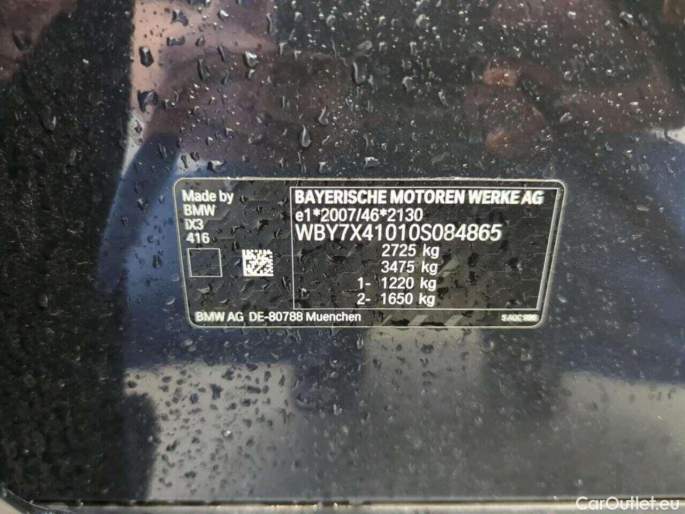 Made by
BMW
iX3
416
BAYERISCHE MOTOREN WERKE AG
e1*2007/46*2130
WBY7X41010S084865
2725 kg
3475 kg
1- 1220 kg
2- 1650 kg
BMW AG DE-80788 Muenchen
CarOutlet.eu